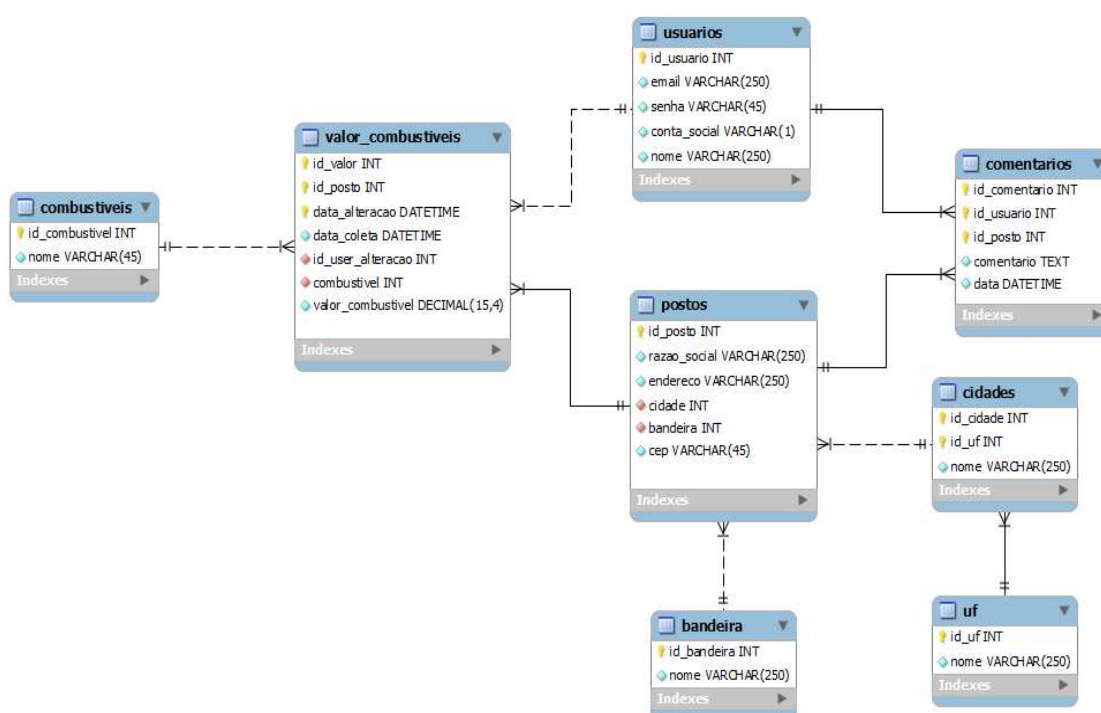 usuarios
id_usuario INT
email VARCHAR(250)
senha VARCHAR(45)
conta_social VARCHAR(1)
nome VARCHAR(250)
Indexes
valor_combustiveis
id_valor INT
id_posto INT
data_alteracao DATETIME
data_coleta DATETIME
id_user_alteracao INT
combustivel INT
valor_combustivel DECIMAL(15,4)
Indexes
comentarios
id_comentario INT
id_usuario INT
id_posto INT
comentario TEXT
data DATETIME
Indexes
combustiveis
id_combustivel INT
nome VARCHAR(45)
Indexes
postos
id_posto INT
razao_social VARCHAR(250)
endereco VARCHAR(250)
cidade INT
bandeira INT
cep VARCHAR(45)
Indexes
cidades
id_cidade INT
id_uf INT
nome VARCHAR(250)
Indexes
bandeira
id_bandeira INT
nome VARCHAR(250)
Indexes
uf
id_uf INT
nome VARCHAR(250)
Indexes